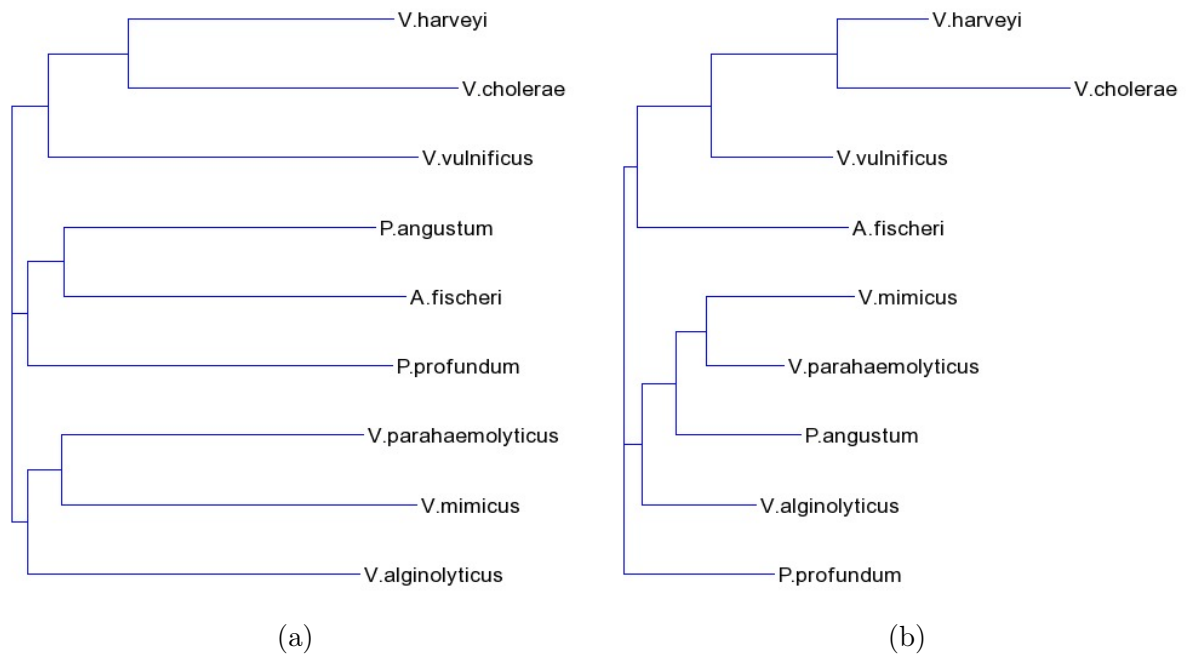 V.harveyi
V.cholerae
V.vulnificus
P.angustum
A.fischeri
P.profundum
V.parahaemolyticus
V.mimicus
V.alginolyticus
(a)
V.harveyi
V.cholerae
V.vulnificus
A.fischeri
V.mimicus
V.parahaemolyticus
P.angustum
V.alginolyticus
P.profundum
(b)